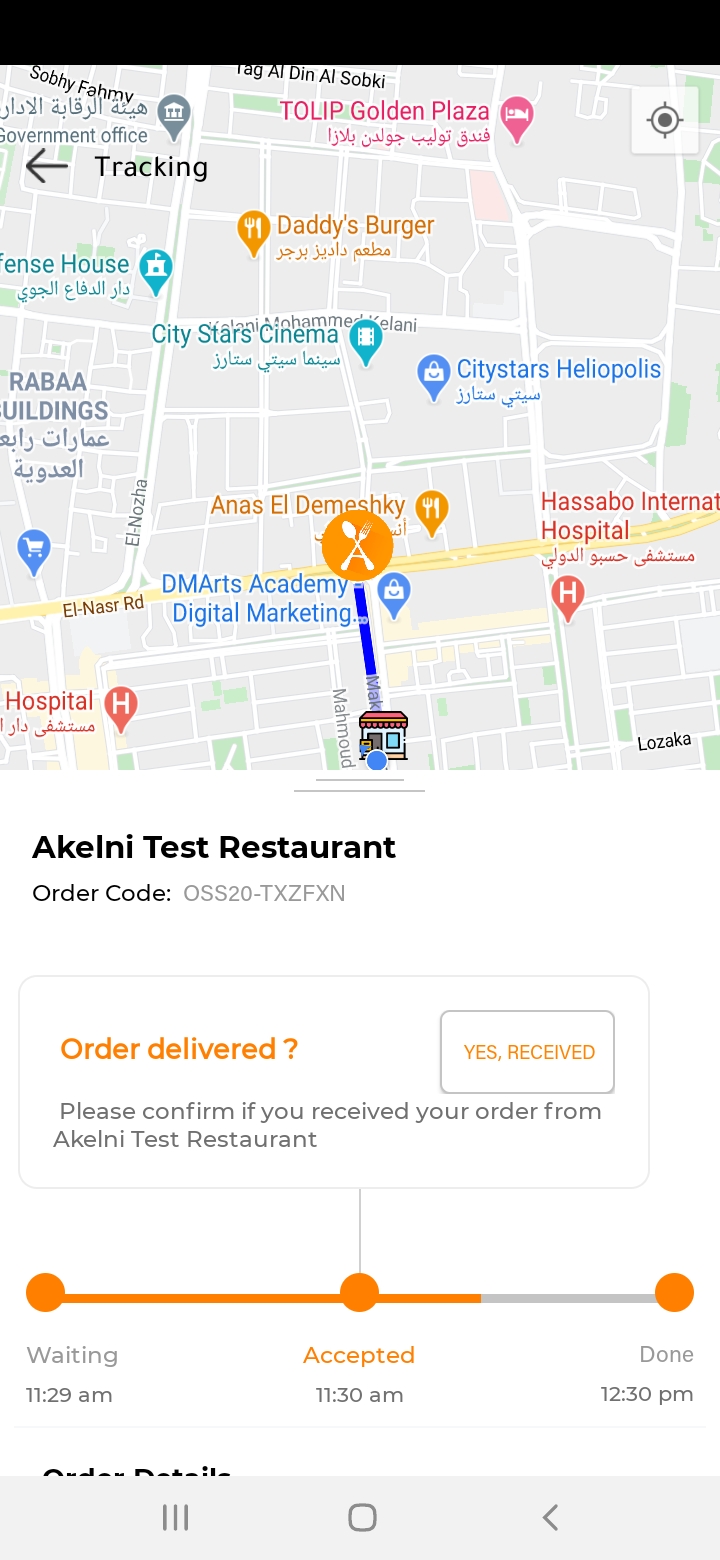 Sobhy Fahmy
Tag Al Din Al Sobki
هيئة الرقابة الادار
Government office
TOLIP Golden Plaza
فندق توليب جولدن بلازا
Tracking
Daddy's Burger
مطعم داديز برجر
fense House
دار الدفاع الجوي
Kelani Mohammed Kelani
City Stars Cinema
سينما سيتي ستارز
Citystars Heliopolis
سيتي ستارز
RABAA
BUILDINGS
عمارات رابع
العدوية
El-Nozha
Anas El Demeshky
Hassabo Internat
Hospital
مستشفى حسبو الدولي
H
DMArts Academy
Digital Marketing...
El-Nasr Rd
Hospital
مستشفى دار ا
H
Mahmoud
Mak
Lozaka
Akelni Test Restaurant
Order Code: OSS20-TXZFXN
Order delivered ?
YES, RECEIVED
Please confirm if you received your order from
Akelni Test Restaurant
Waiting
Accepted
Done
11:29 am
11:30 am
12:30 pm
Order Details